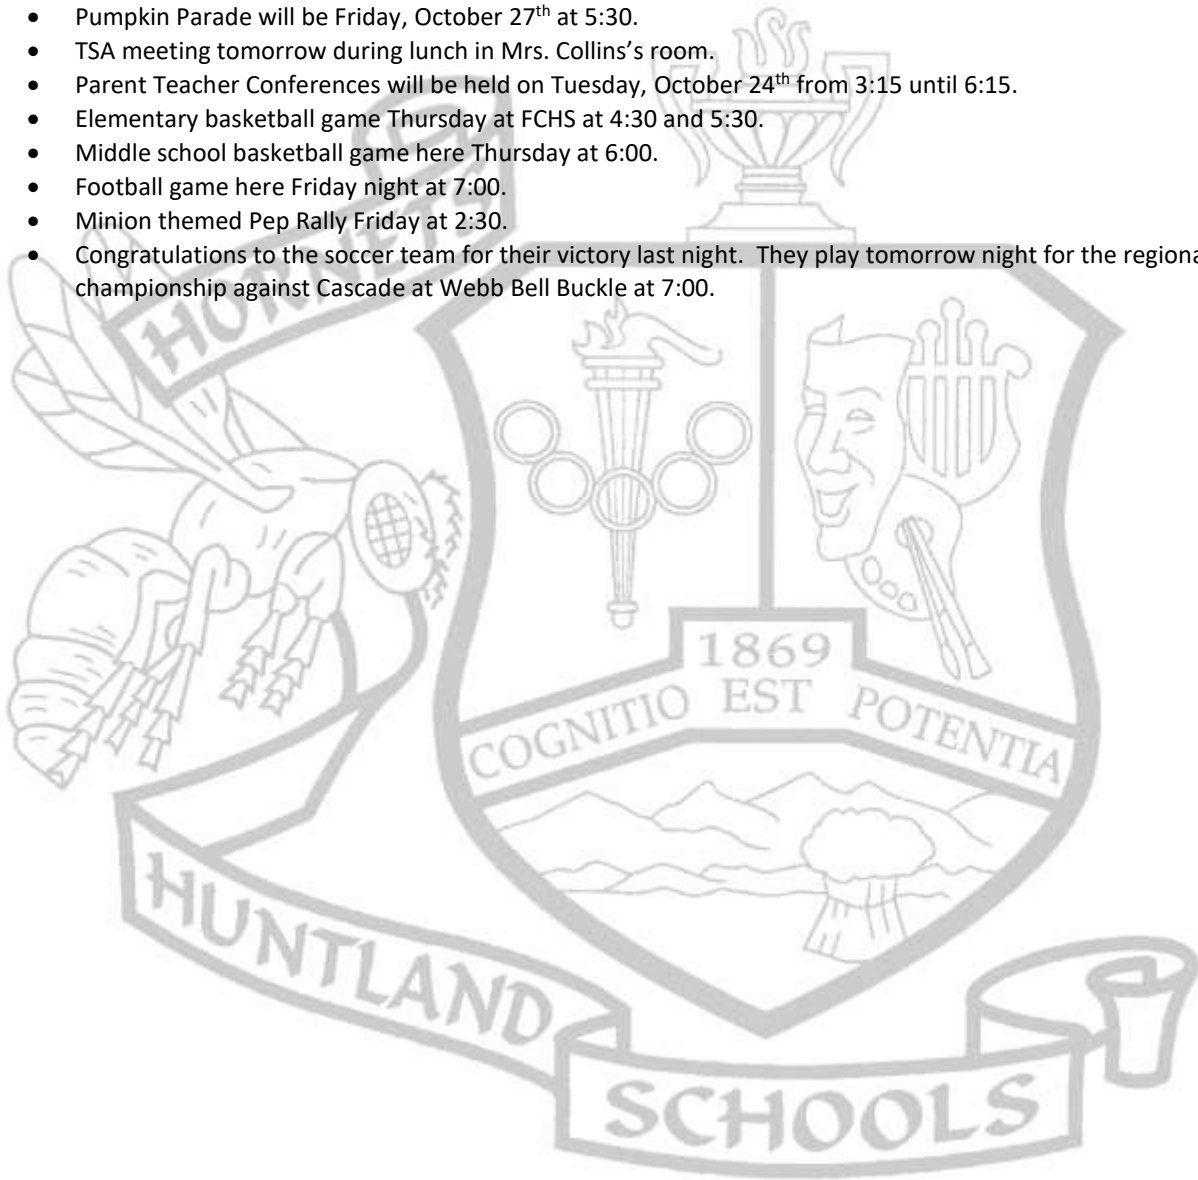 • Pumpkin Parade will be Friday, October 27th at 5:30.
• TSA meeting tomorrow during lunch in Mrs. Collins's room.
• Parent Teacher Conferences will be held on Tuesday, October 24th from 3:15 until 6:15.
• Elementary basketball game Thursday at FCHS at 4:30 and 5:30.
• Middle school basketball game here Thursday at 6:00.
• Football game here Friday night at 7:00.
• Minion themed Pep Rally Friday at 2:30.
• Congratulations to the soccer team for their victory last night.  They play tomorrow night for the regiona
championship against Cascade at Webb Bell Buckle at 7:00.
HORNETS
1869
COGNITIO EST POTENTIA
HUNTLAND
SCHOOLS